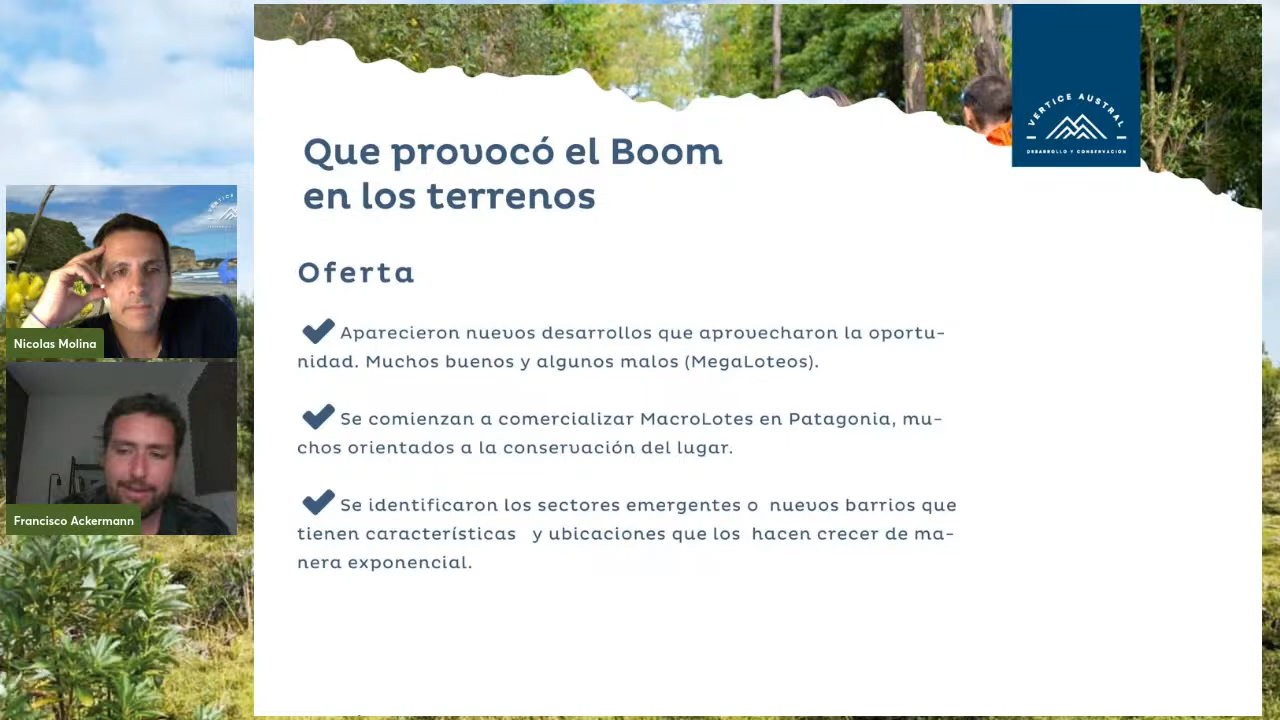 Que provocó el Boom
en los terrenos
VERTICE AUSTRAL
DESARROLLO Y CONSERVACION
Oferta
Aparecieron nuevos desarrollos que aprovecharon la oportu-
nidad. Muchos buenos y algunos malos (MegaLoteos).
Se comienzan a comercializar MacroLotes en Patagonia, mu-
chos orientados a la conservación del lugar.
Se identificaron los sectores emergentes o nuevos barrios que
tienen características y ubicaciones que los hacen crecer de ma-
nera exponencial.
Nicolas Molina
Francisco Ackermann